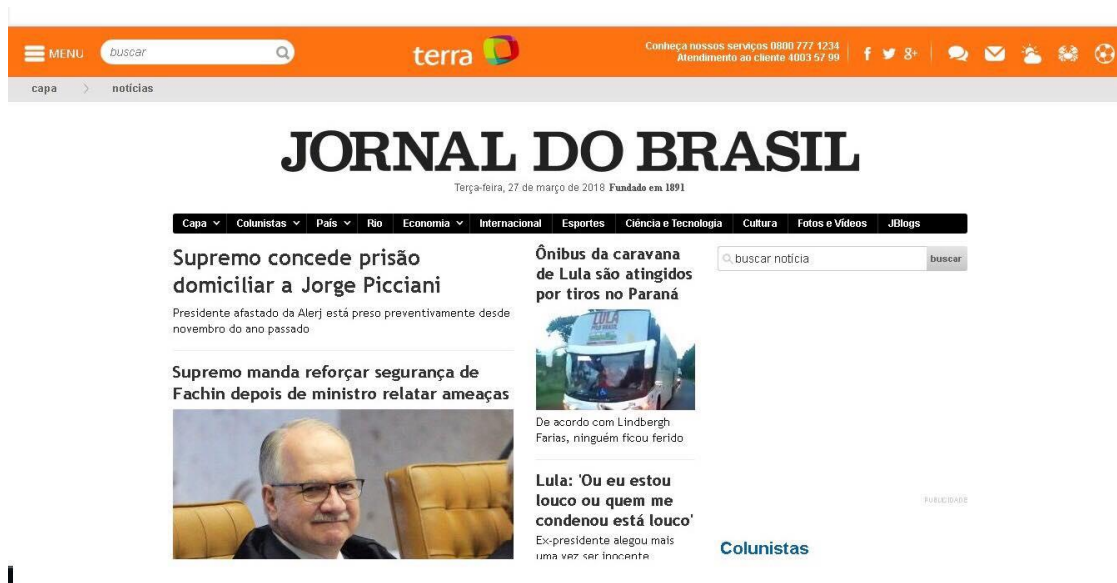 MENU
buscar
terra
Conheça nossos serviços 0800 777 1234
Atendimento ao cliente 4003 57 99
f
8+
capa > notícias
JORNAL DO BRASIL
Terça-feira, 27 de março de 2018 Fundado em 1891
Capa Colunistas País Rio Economia Internacional Esportes Ciência e Tecnologia Cultura Fotos e Vídeos JBlogs
Supremo concede prisão
domiciliar a Jorge Picciani
Presidente afastado da Alerj está preso preventivamente desde
novembro do ano passado
Supremo manda reforçar segurança de
Fachin depois de ministro relatar ameaças
Ônibus da caravana
de Lula são atingidos
por tiros no Paraná
LULA
De acordo com Lindbergh
Farias, ninguém ficou ferido
Lula: 'Ou eu estou
louco ou quem me
condenou está louco'
Ex-presidente alegou mais
uma vez ser inocente
buscar notícia
buscar
PUBLICIDADE
Colunistas